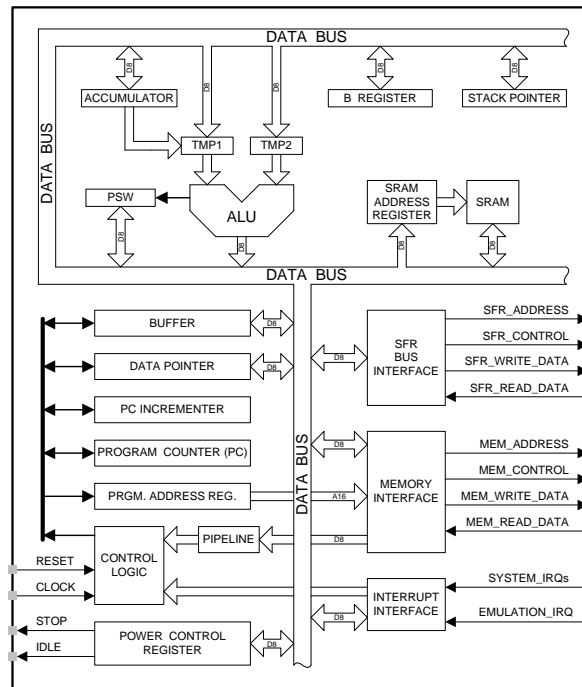 DATA BUS
D8
D8
D8
D8
D8
ACCUMULATOR
B REGISTER
STACK POINTER
DATA BUS
TMP1
TMP2
PSW
ALU
SRAM
ADDRESS
REGISTER
SRAM
D8
D8
D8
D8
DATA BUS
BUFFER
D8
DATA POINTER
D8
PC INCREMENTER
PROGRAM COUNTER (PC)
PRGM. ADDRESS REG.
A16
DATA BUS
D8
SFR
BUS
INTERFACE
SFR_ADDRESS
SFR_CONTROL
SFR_WRITE_DATA
SFR_READ_DATA
D8
MEMORY
INTERFACE
MEM_ADDRESS
MEM_CONTROL
MEM_WRITE_DATA
MEM_READ_DATA
RESET
CLOCK
CONTROL
LOGIC
PIPELINE
D8
INTERRUPT
INTERFACE
SYSTEM_IRQs
EMULATION_IRQ
D8
STOP
IDLE
POWER CONTROL
REGISTER
D8